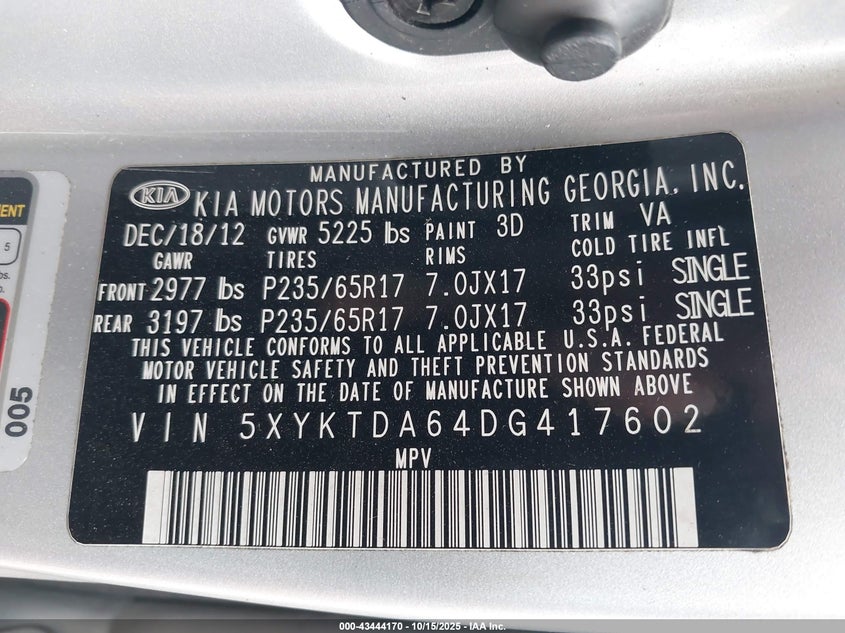 MANUFACTURED BY
KIA KIA MOTORS MANUFACTURING GEORGIA, INC.
DEC/18/12 GVWR 5225 lbs PAINT 3D TRIM VA
GAWR TIRES RIMS COLD TIRE INFL
FRONT 2977 lbs P235/65R17 7.0JX17 33psi SINGLE
REAR 3197 lbs P235/65R17 7.0JX17 33psi SINGLE
THIS VEHICLE CONFORMS TO ALL APPLICABLE U.S.A. FEDERAL
MOTOR VEHICLE SAFETY AND THEFT PREVENTION STANDARDS
IN EFFECT ON THE DATE OF MANUFACTURE SHOWN ABOVE
VIN 5XYKTDA64DG417602
MPV
5
005
000-43444170 - 10/15/2025 - IAA Inc.